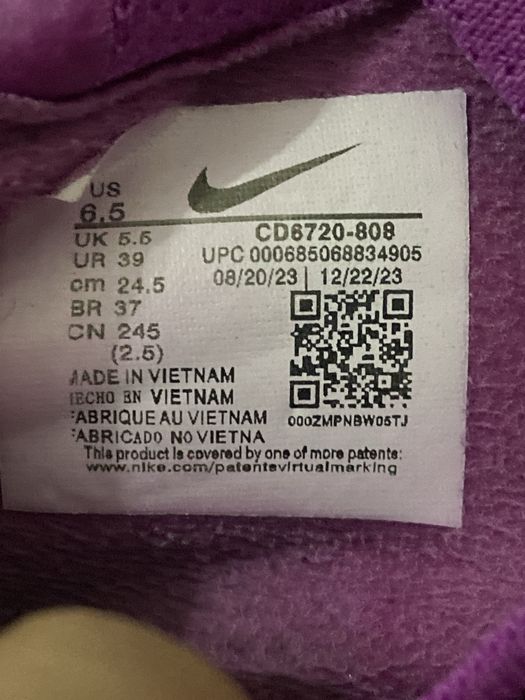 US
6.5
UK 5.5
UR 39
cm 24.5
BR 37
CN 245
(2.5)
CD6720-808
UPC 000685068834905
08/20/23 | 12/22/23
000ZMPNBW05TJ
MADE IN VIETNAM
IECHO EN VIETNAM
FABRIQUE AU VIETNAM
FABRICADO NO VIETNA
This product is covered by one of more patents:
www.nike.com/patentsvirtualmarking